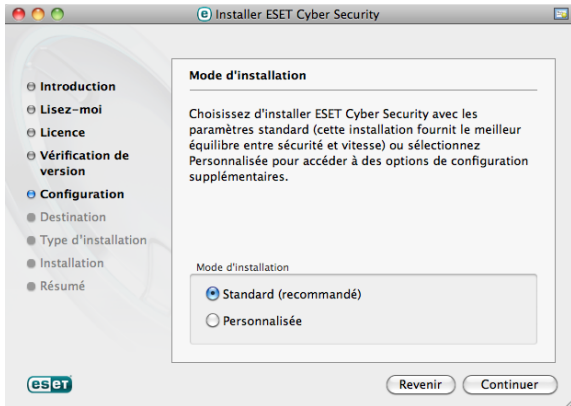 Installer ESET Cyber Security
Introduction
Lisez-moi
Licence
Vérification de
version
Configuration
Destination
Type d'installation
Installation
Résumé
Mode d'installation
Choisissez d'installer ESET Cyber Security avec les
paramètres standard (cette installation fournit le meilleur
équilibre entre sécurité et vitesse) ou sélectionnez
Personnalisée pour accéder à des options de configuration
supplémentaires.
Mode d'installation
Standard (recommandé)
Personnalisée
eseT
Revenir
Continuer